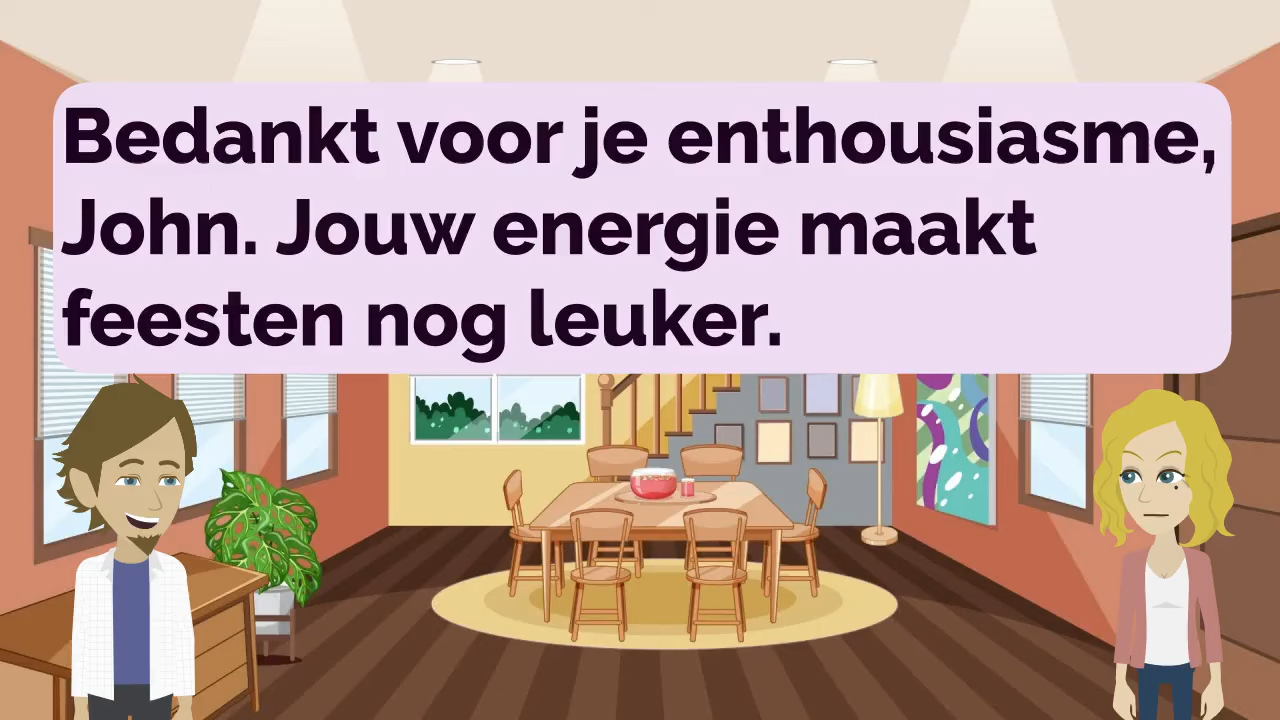 Bedankt voor je enthousiasme,
John. Jouw energie maakt
feesten nog leuker.